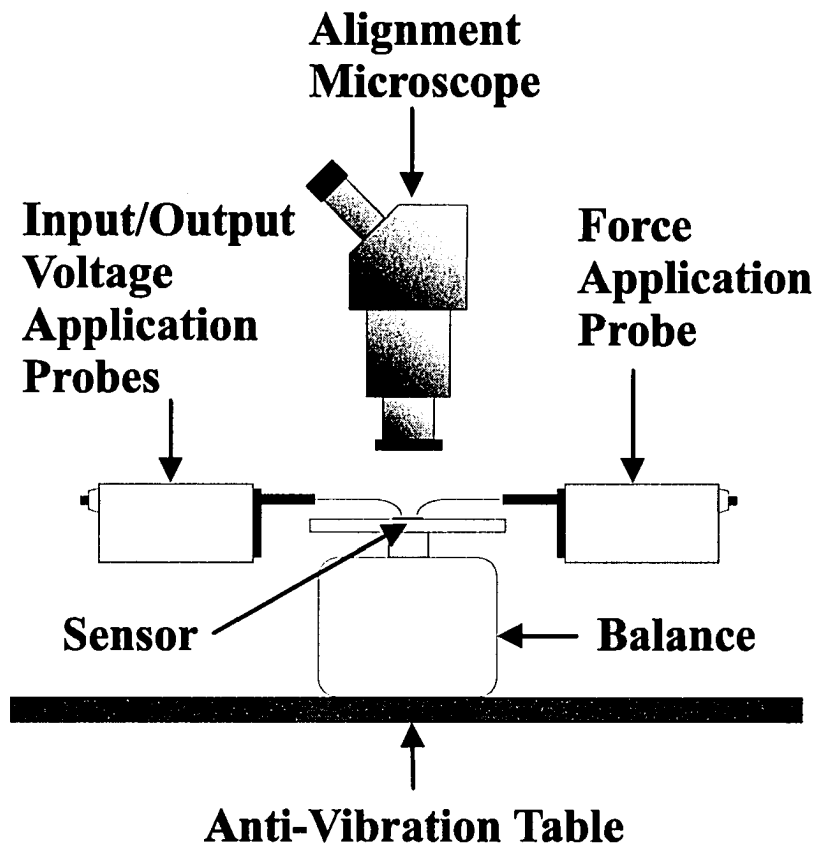 Alignment
Microscope
Input/Output
Voltage
Application
Probes
Force
Application
Probe
Sensor
Balance
Anti-Vibration Table